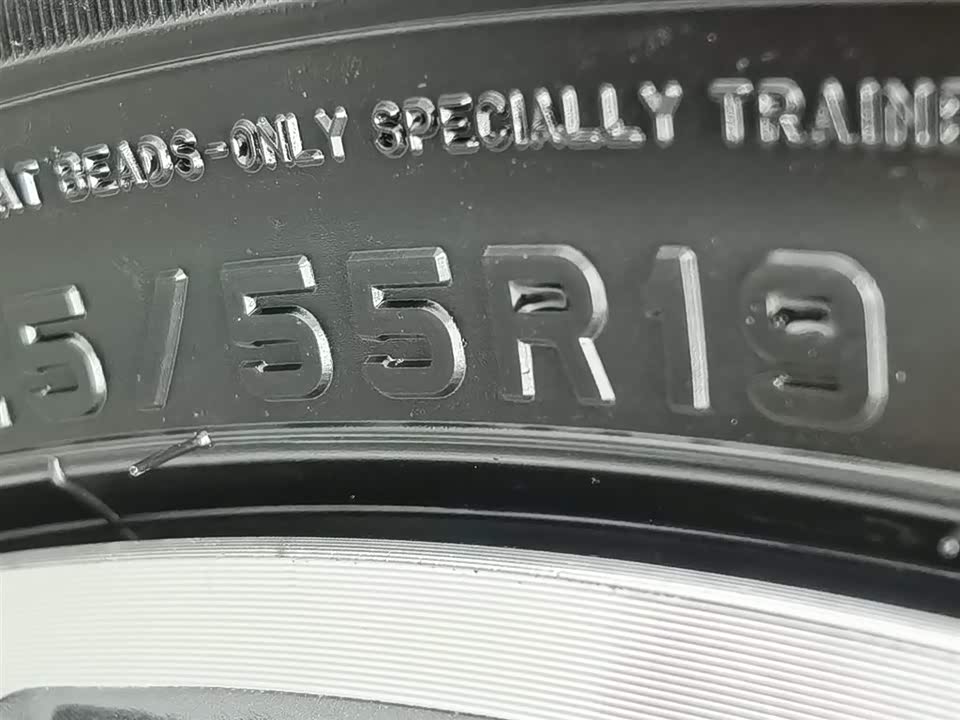 AT BEADS-ONLY SPECIALLY TRAINE
5/55R19